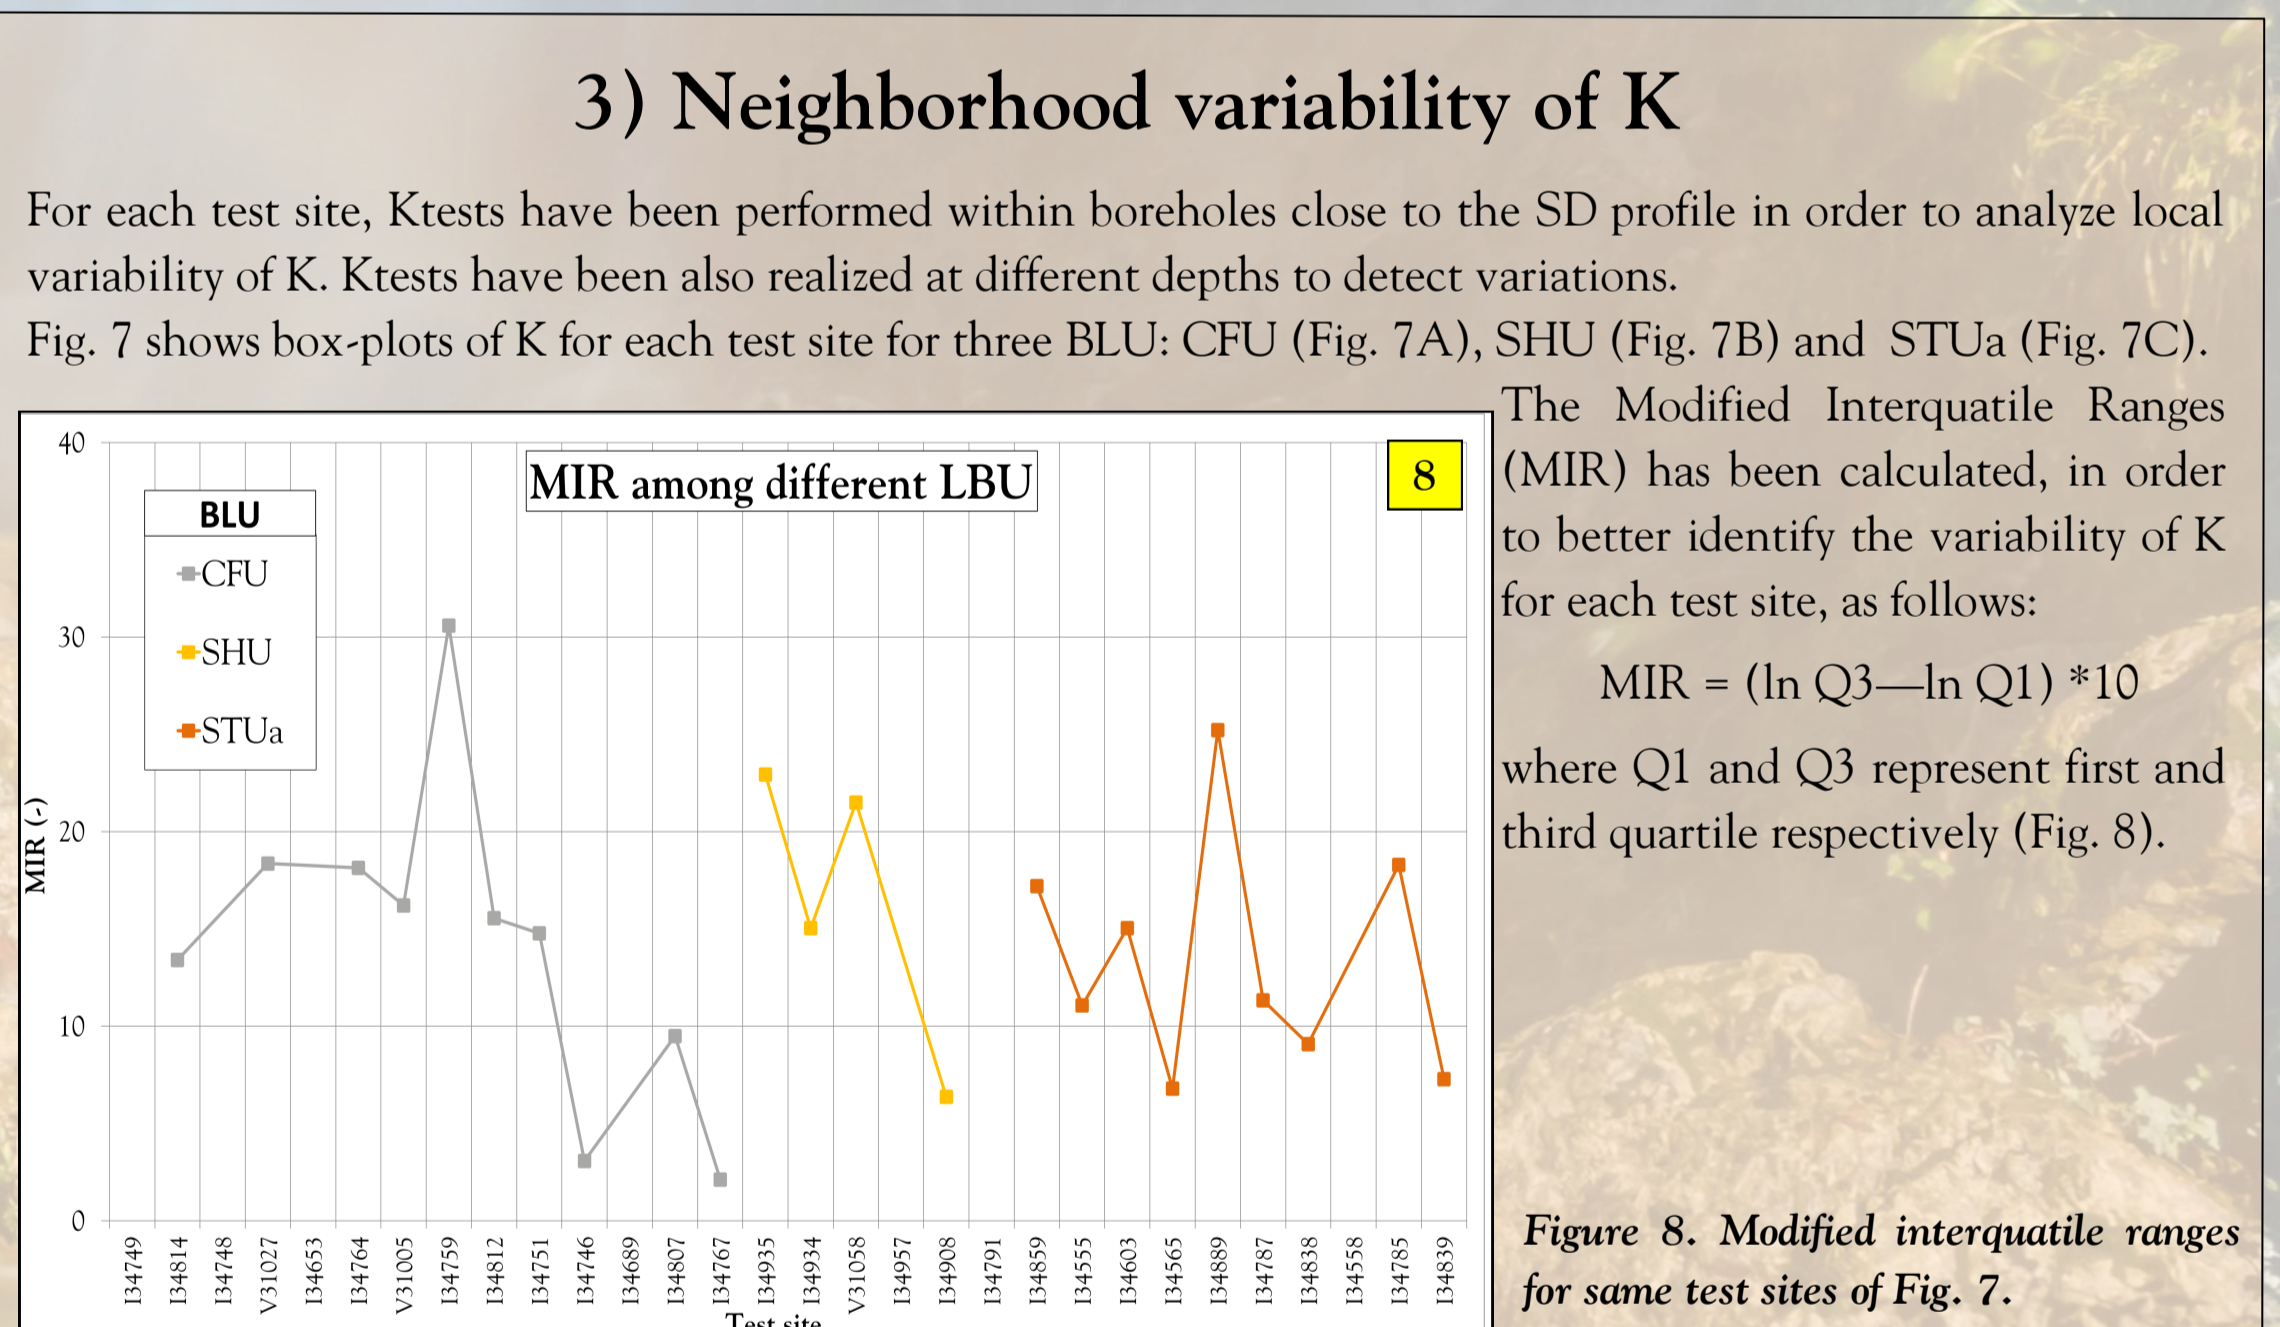 3) Neighborhood variability of K
For each test site, Ktests have been performed within boreholes close to the SD profile in order to analyze local
variability of K. Ktests have been also realized at different depths to detect variations.
Fig. 7 shows box-plots of K for each test site for three BLU: CFU (Fig. 7A), SHU (Fig. 7B) and STUa (Fig. 7C).
The Modified Interquatile Ranges
(MIR) has been calculated, in order
to better identify the variability of K
for each test site, as follows:
MIR = (ln Q3—ln Q1) *10
where Q1 and Q3 represent first and
third quartile respectively (Fig. 8).
MIR among different LBU
8
BLU
CFU
SHU
STUa
MIR (-)
40
30
20
10
0
I34749
I34814
I34748
V31027
I34653
I34764
V31005
I34759
I34812
I34751
I34746
I34689
I34807
I34767
I34935
I34934
V31058
I34957
I34908
I34791
I34859
I34555
I34603
I34565
I34889
I34787
I34838
I34558
I34785
I34839
Test site
Figure 8. Modified interquatile ranges
for same test sites of Fig. 7.